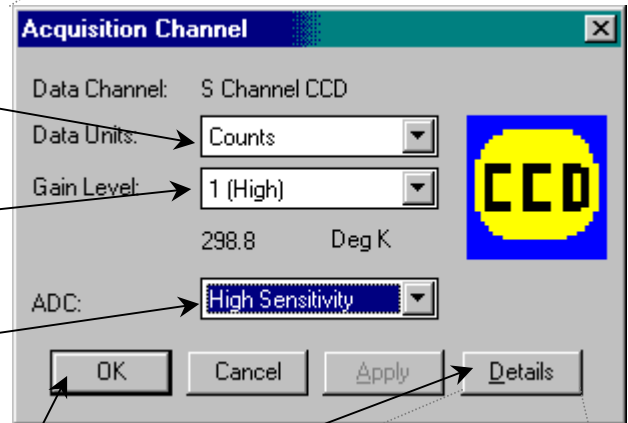 Acquisition Channel
Data Channel: S Channel CCD
Data Units: Counts
Gain Level: 1 (High)
298.8 Deg K
CCD
ADC: High Sensitivity
OK Cancel Apply Details